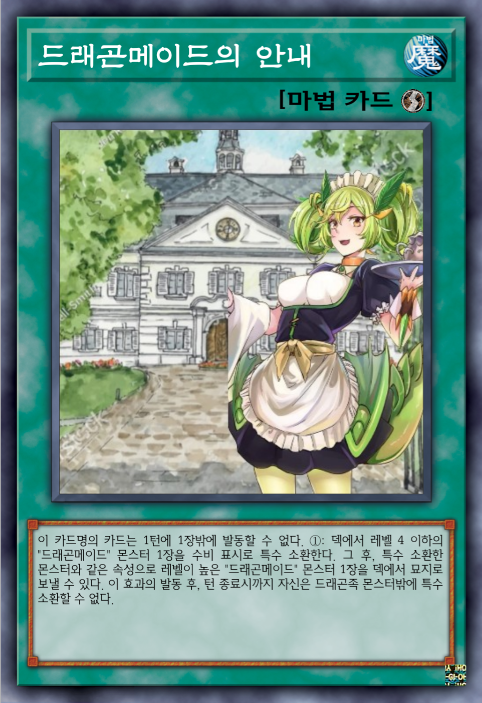 드래곤메이드의 안내
마법
魔
[마법 카드]
이 카드명의 카드는 1턴에 1장밖에 발동할 수 없다. ①: 덱에서 레벨 4 이하의
"드래곤메이드" 몬스터 1장을 수비 표시로 특수 소환한다. 그 후, 특수 소환한
몬스터와 같은 속성으로 레벨이 높은 "드래곤메이드" 몬스터 1장을 덱에서 묘지로
보낼 수 있다. 이 효과의 발동 후, 턴 종료시까지 자신은 드래곤족 몬스터밖에 특수
소환할 수 없다.